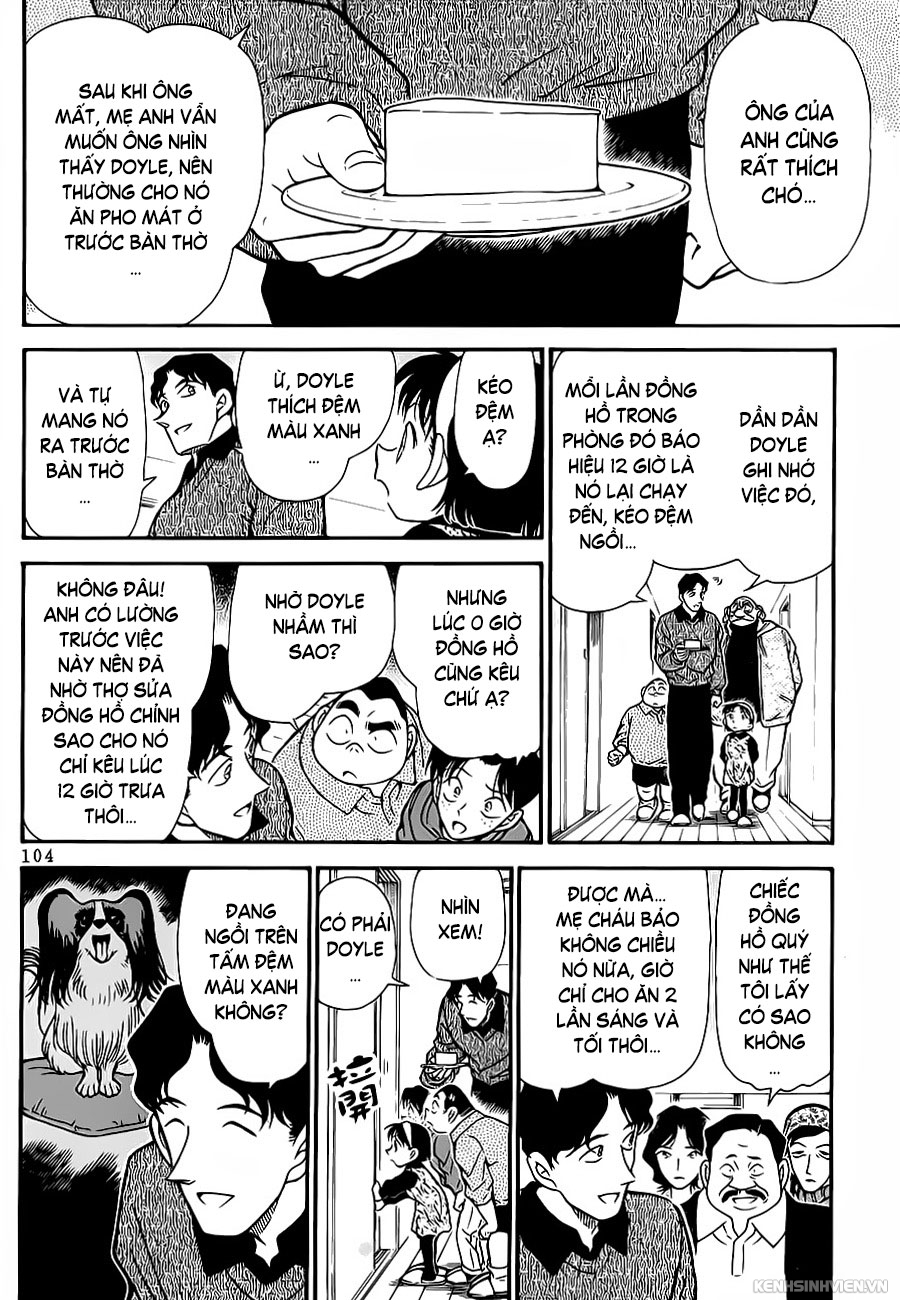 ÔNG CỦA
ANH CŨNG
RẤT THÍCH
CHÓ...
SAU KHI ÔNG
MẤT, MẸ ANH VẪN
MUỐN ÔNG NHÌN
THẤY DOYLE, NÊN
THƯỜNG CHO NÓ
ĂN PHO MÁT Ở
TRƯỚC BÀN THỜ
...
DẦN DẦN
DOYLE
GHI NHỚ
VIỆC ĐÓ,
MỖI LẦN ĐỒNG
HỒ TRONG
PHÒNG ĐÓ BÁO
HIỆU 12 GIỜ LÀ
NÓ LẠI CHẠY
ĐẾN, KÉO ĐỆM
NGỒI...
KÉO
ĐỆM
Ạ?
Ừ, DOYLE
THÍCH ĐỆM
MÀU XANH
...
VÀ TỰ
MANG NÓ
RA TRƯỚC
BÀN THỜ
...
NHƯNG
LÚC 0 GIỜ
ĐỒNG HỒ
CŨNG KÊU
CHỨ Ạ?
NHỠ DOYLE
NHẦM THÌ
SAO?
KHÔNG ĐÂU!
ANH CÓ LƯỜNG
TRƯỚC VIỆC
NÀY NÊN ĐÃ
NHỜ THỢ SỬA
ĐỒNG HỒ CHỈNH
SAO CHO NÓ
CHỈ KÊU LÚC
12 GIỜ TRƯA
THÔI...
104
CHIẾC
ĐỒNG
HỒ QUÝ
NHƯ THẾ
TÔI LẤY
CÓ SAO
KHÔNG
...
ĐƯỢC MÀ...
MẸ CHÁU BẢO
KHÔNG CHIỀU
NÓ NỮA, GIỜ
CHỈ CHO ĂN 2
LẦN SÁNG VÀ
TỐI THÔI...
NHÌN
XEM!
CÓ PHẢI
DOYLE
...
拉開
ĐANG
NGỒI TRÊN
TẤM ĐỆM
MÀU XANH
KHÔNG?
KENHSINHVIEN.VN